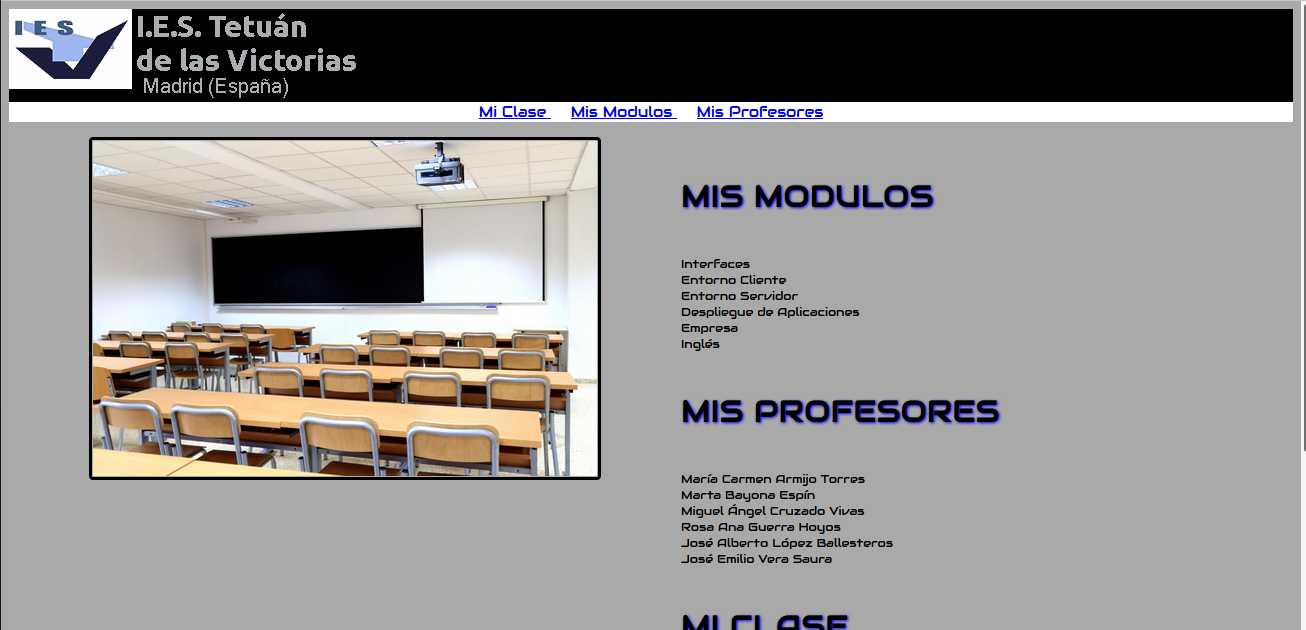 IES
I.E.S. Tetuán
de las Victorias
Madrid (España)
Mi Clase Mis Modulos Mis Profesores
MIS MODULOS
Interfaces
Entorno Cliente
Entorno Servidor
Despliegue de Aplicaciones
Empresa
Inglés
MIS PROFESORES
María Carmen Armijo Torres
Marta Bayona Espín
Miguel Ángel Cruzado Vivas
Rosa Ana Guerra Hoyos
José Alberto López Ballesteros
José Emilio Vera Saura
MI CLASE